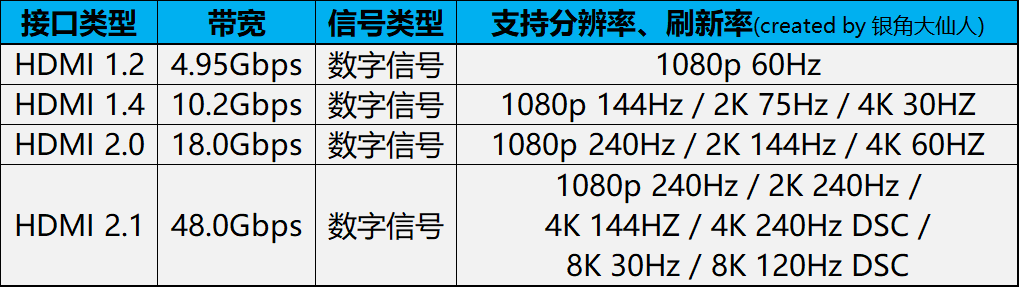 接口类型 带宽 信号类型 支持分辨率、刷新率(created by 银角大仙人)
HDMI 1.2 4.95Gbps 数字信号 1080p 60Hz
HDMI 1.4 10.2Gbps 数字信号 1080p 144Hz / 2K 75Hz / 4K 30HZ
HDMI 2.0 18.0Gbps 数字信号 1080p 240Hz / 2K 144Hz / 4K 60HZ
HDMI 2.1 48.0Gbps 数字信号 1080p 240Hz / 2K 240Hz /
4K 144HZ / 4K 240Hz DSC /
8K 30Hz / 8K 120Hz DSC